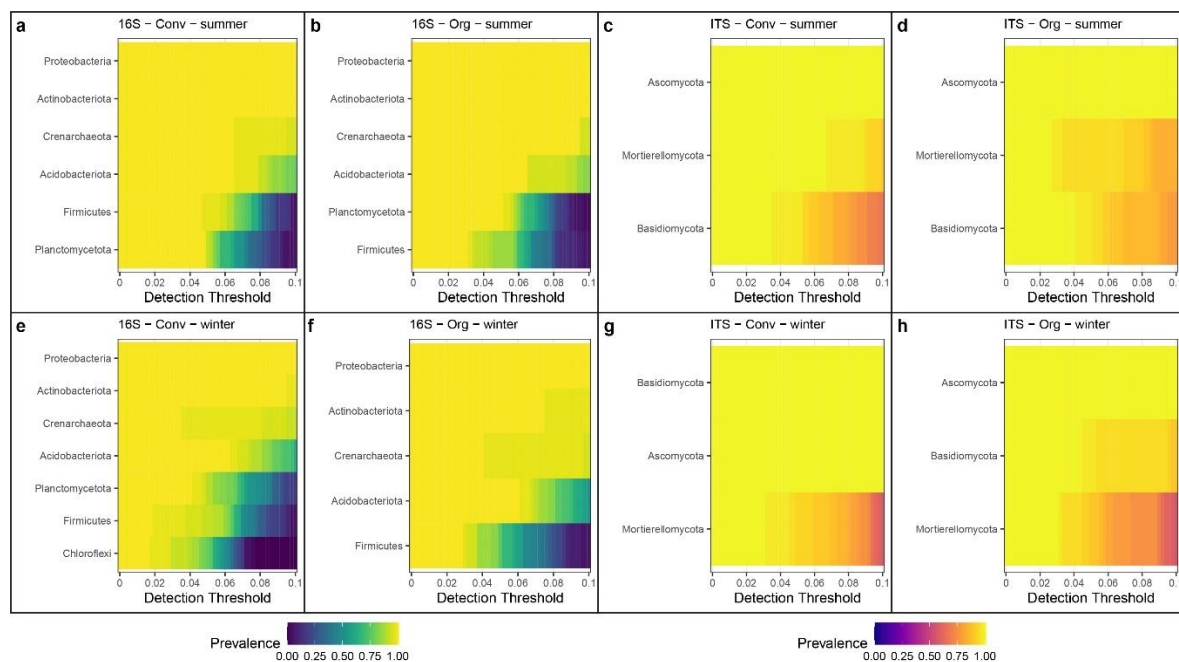 a 16S – Conv – summer
Proteobacteria
Actinobacteriota
Crenarchaeota
Acidobacteriota
Firmicutes
Planctomycetota
0 0.02 0.04 0.06 0.08 0.1
Detection Threshold
b 16S – Org – summer
Proteobacteria
Actinobacteriota
Crenarchaeota
Acidobacteriota
Planctomycetota
Firmicutes
0 0.02 0.04 0.06 0.08 0.1
Detection Threshold
c ITS – Conv – summer
Ascomycota
Mortierellomycota
Basidiomycota
0 0.02 0.04 0.06 0.08 0.1
Detection Threshold
d ITS – Org – summer
Ascomycota
Mortierellomycota
Basidiomycota
0 0.02 0.04 0.06 0.08 0.1
Detection Threshold
e 16S – Conv – winter
Proteobacteria
Actinobacteriota
Crenarchaeota
Acidobacteriota
Planctomycetota
Firmicutes
Chloroflexi
0 0.02 0.04 0.06 0.08 0.1
Detection Threshold
f 16S – Org – winter
Proteobacteria
Actinobacteriota
Crenarchaeota
Acidobacteriota
Firmicutes
0 0.02 0.04 0.06 0.08 0.1
Detection Threshold
g ITS – Conv – winter
Basidiomycota
Ascomycota
Mortierellomycota
0 0.02 0.04 0.06 0.08 0.1
Detection Threshold
h ITS – Org – winter
Ascomycota
Basidiomycota
Mortierellomycota
0 0.02 0.04 0.06 0.08 0.1
Detection Threshold
Prevalence
0.00 0.25 0.50 0.75 1.00
Prevalence
0.00 0.25 0.50 0.75 1.00